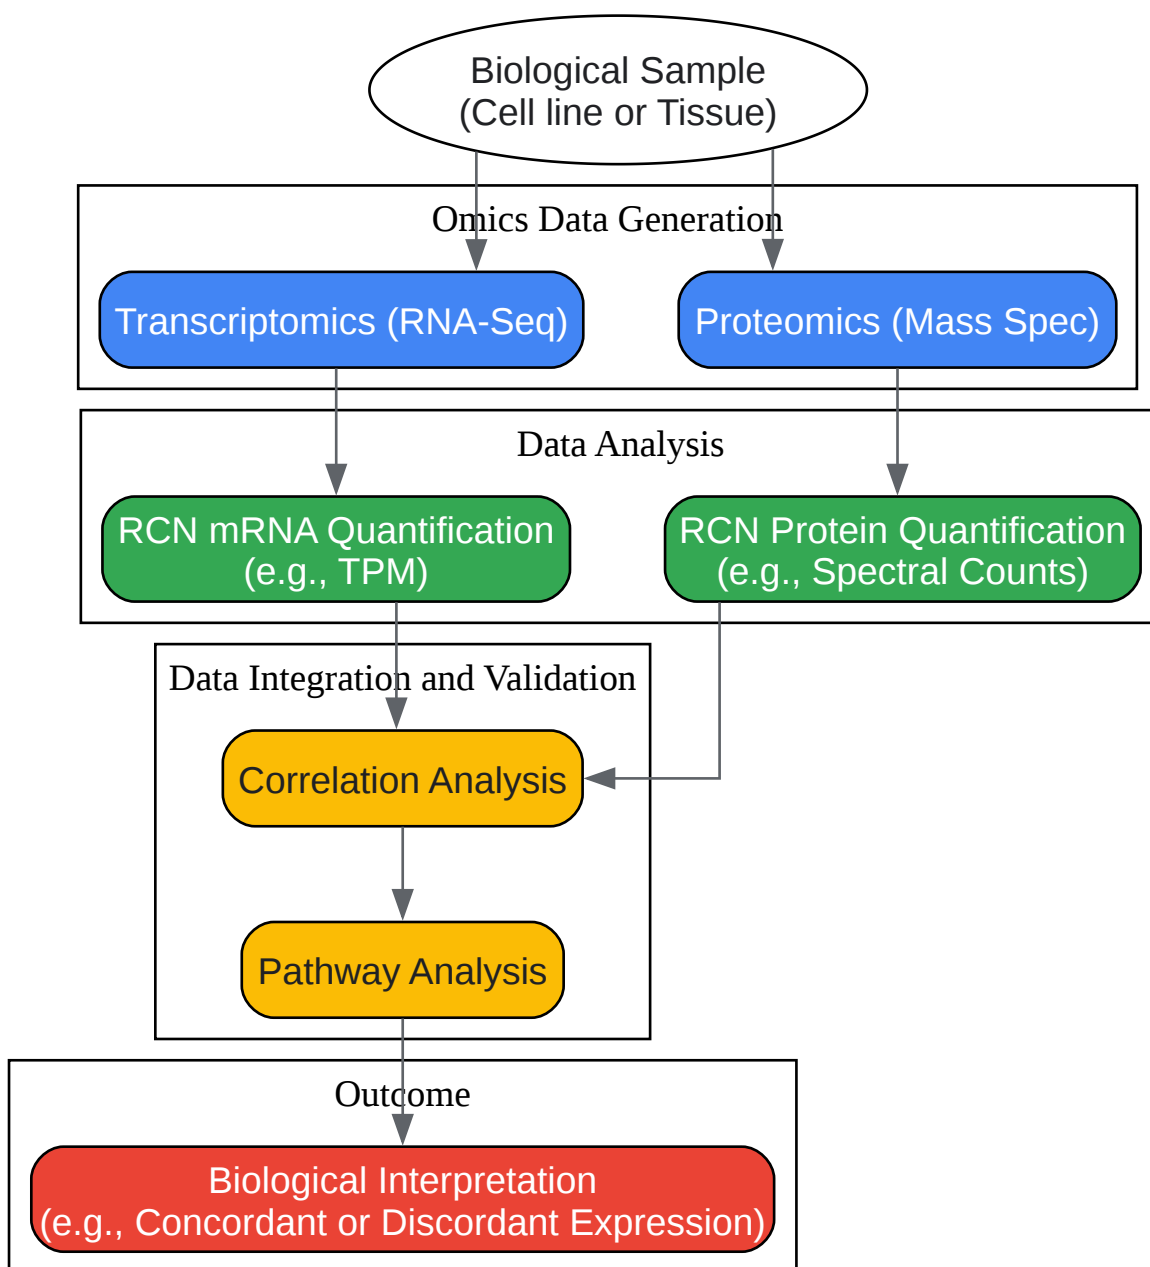 Biological Sample
(Cell line or Tissue)
Omics Data Generation
Transcriptomics (RNA-Seq)
Proteomics (Mass Spec)
Data Analysis
RCN mRNA Quantification
(e.g., TPM)
RCN Protein Quantification
(e.g., Spectral Counts)
Data Integration and Validation
Correlation Analysis
Pathway Analysis
Outcome
Biological Interpretation
(e.g., Concordant or Discordant Expression)